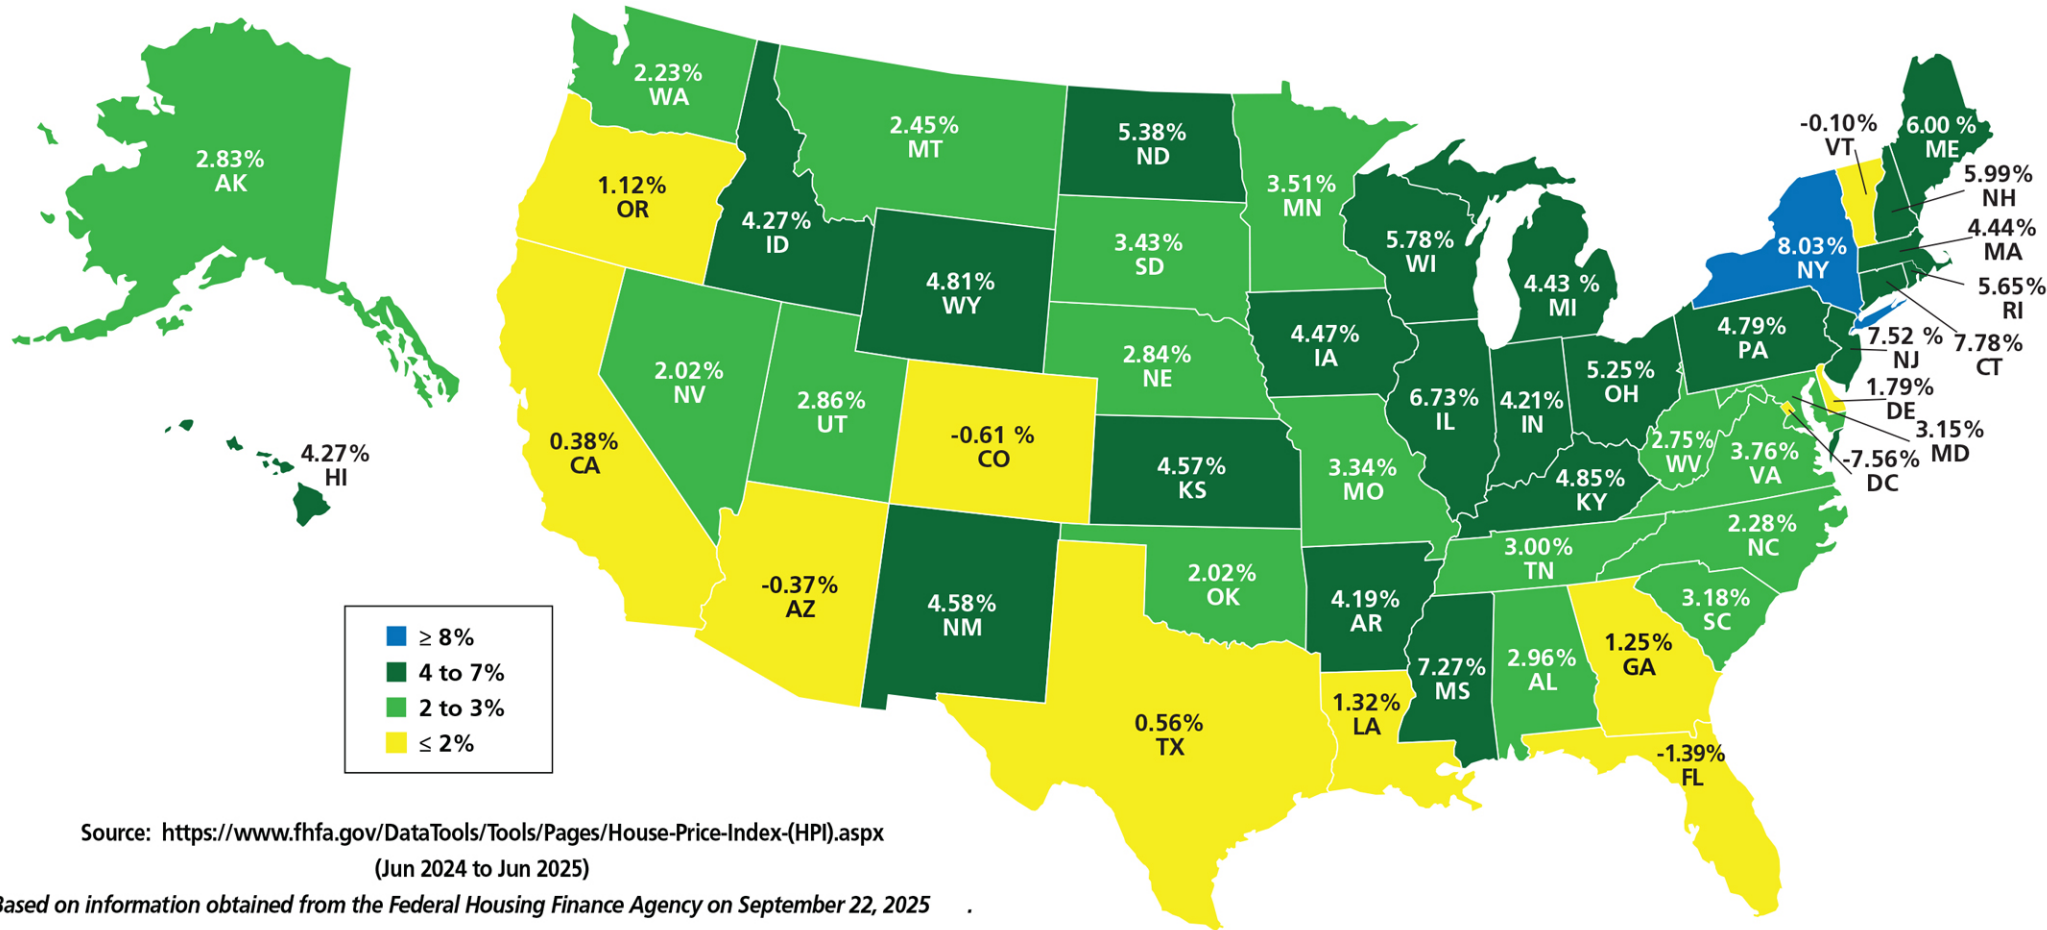 2.23%
WA
2.45%
MT
5.38%
ND
3.51%
MN
-0.10%
VT
6.00 %
ME
2.83%
AK
1.12%
OR
4.27%
ID
5.99%
NH
4.44%
MA
3.43%
SD
5.78%
WI
8.03%
NY
4.81%
WY
4.43 %
MI
5.65%
RI
4.47%
IA
4.79%
PA
7.52 %
NJ
7.78%
CT
2.02%
NV
2.84%
NE
5.25%
OH
2.86%
UT
6.73%
IL
4.21%
IN
1.79%
DE
0.38%
CA
-0.61 %
CO
4.27%
HI
2.75%
WV
3.76%
VA
3.15%
MD
-7.56%
DC
4.57%
KS
3.34%
MO
4.85%
KY
2.28%
NC
3.00%
TN
-0.37%
AZ
4.58%
NM
2.02%
OK
4.19%
AR
3.18%
SC
7.27%
MS
2.96%
AL
1.25%
GA
1.32%
LA
0.56%
TX
-1.39%
FL
≥ 8%
4 to 7%
2 to 3%
≤ 2%
Source: https://www.fhfa.gov/DataTools/Tools/Pages/House-Price-Index-(HPI).aspx
(Jun 2024 to Jun 2025)
Based on information obtained from the Federal Housing Finance Agency on September 22, 2025 .